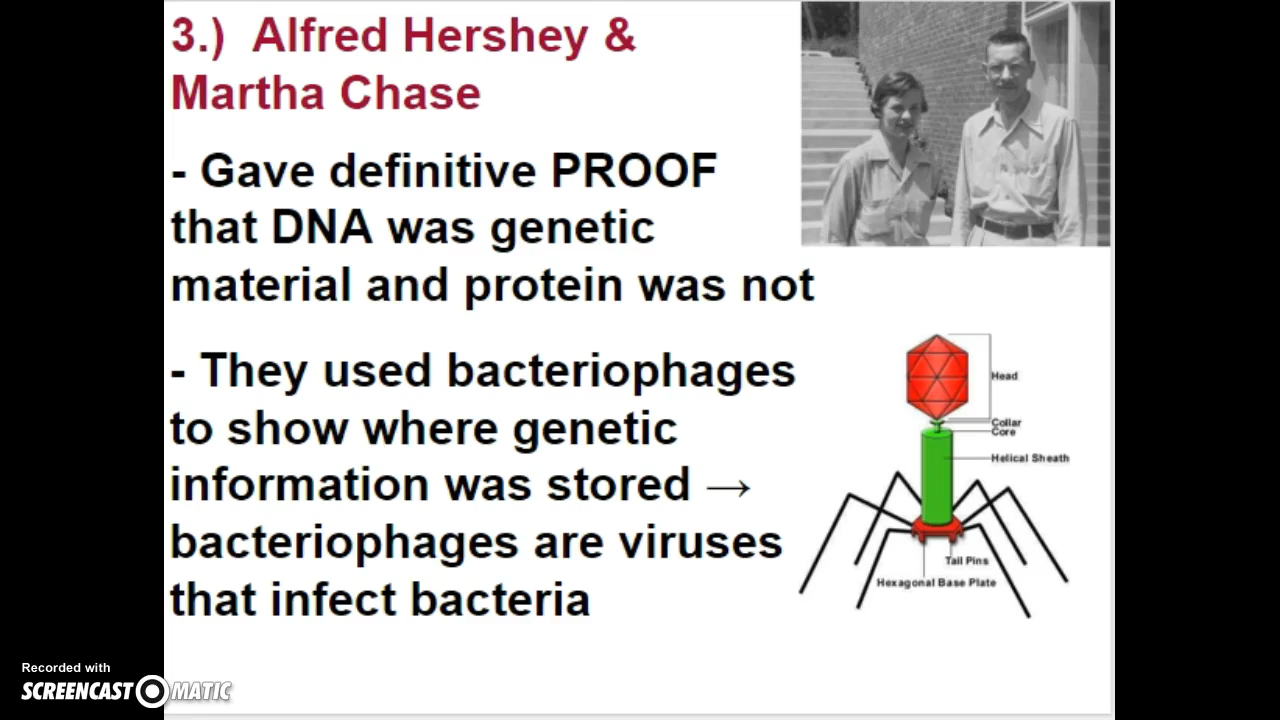 3.) Alfred Hershey &
Martha Chase
- Gave definitive PROOF
that DNA was genetic
material and protein was not
- They used bacteriophages
to show where genetic
information was stored →
bacteriophages are viruses
that infect bacteria
Head
Collar
Core
Helical Sheath
Tail Pins
Hexagonal Base Plate
Recorded with
SCREENCAST MATIC